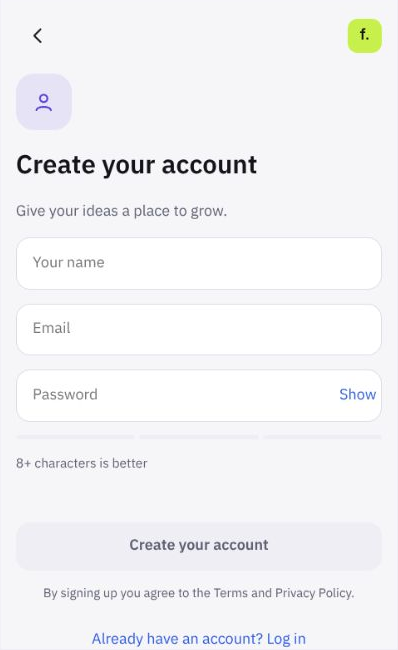 f.
Create your account
Give your ideas a place to grow.
Your name
Email
Password Show
8+ characters is better
Create your account
By signing up you agree to the Terms and Privacy Policy.
Already have an account? Log in